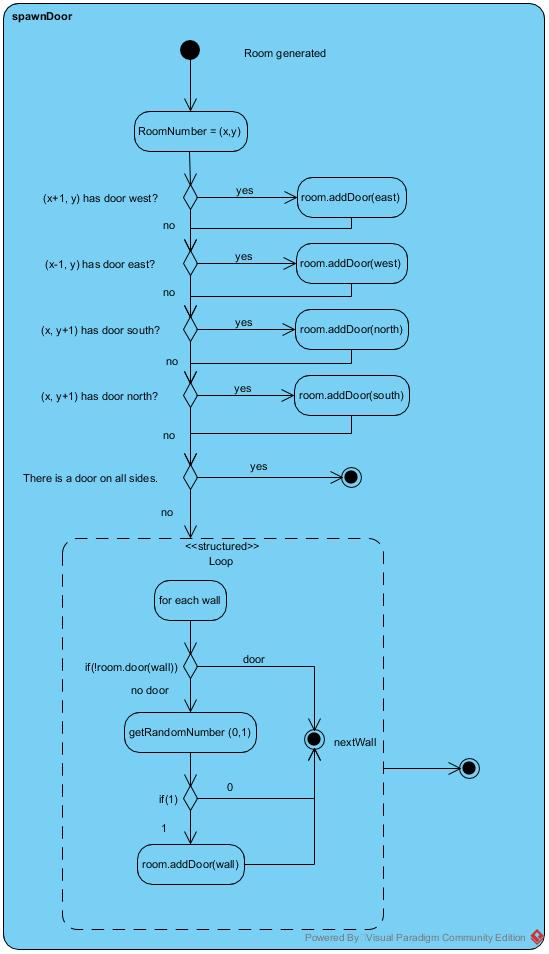 spawnDoor
Room generated
RoomNumber = (x,y)
(x+1, y) has door west?
yes
room.addDoor(east)
no
(x-1, y) has door east?
yes
room.addDoor(west)
no
(x, y+1) has door south?
yes
room.addDoor(north)
no
(x, y+1) has door north?
yes
room.addDoor(south)
no
There is a door on all sides.
yes
no
<<structured>>
Loop
for each wall
if(!room.door(wall))
door
no door
getRandomNumber (0,1)
nextWall
if(1)
0
1
room.addDoor(wall)
Powered By Visual Paradigm Community Edition